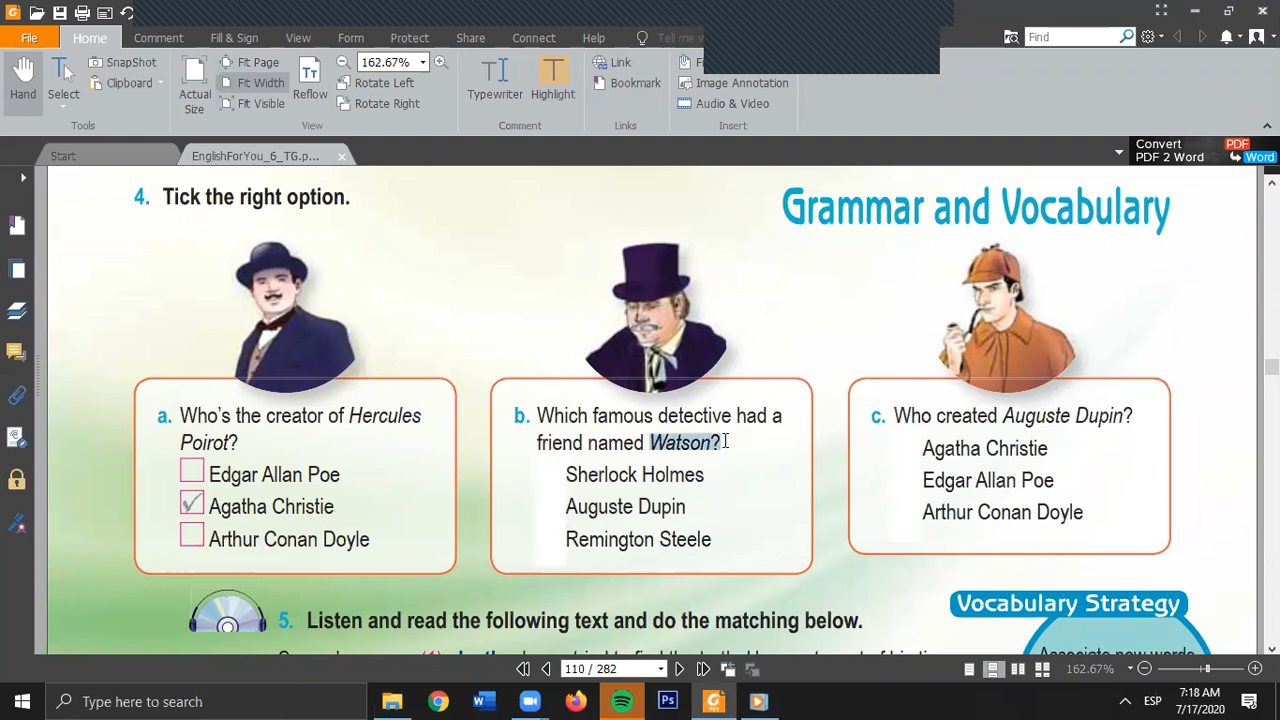 File
Home
Comment
Fill & Sign
View
Form
Protect
Share
Connect
Help
Tell me
Find
SnapShot
Clipboard
Hand
Select
Tools
Actual Size
Fit Page
Fit Width
Fit Visible
Reflow
162.67%
Rotate Left
Rotate Right
View
Typewriter
Highlight
Comment
Link
Bookmark
Links
Image Annotation
Audio & Video
Insert
Start
EnglishForYou_6_TG.p...
Convert PDF
PDF 2 Word Word
4. Tick the right option.
Grammar and Vocabulary
a. Who's the creator of Hercules
Poirot?
Edgar Allan Poe
Agatha Christie
Arthur Conan Doyle
b. Which famous detective had a
friend named Watson?
Sherlock Holmes
Auguste Dupin
Remington Steele
c. Who created Auguste Dupin?
Agatha Christie
Edgar Allan Poe
Arthur Conan Doyle
5. Listen and read the following text and do the matching below.
Vocabulary Strategy
Associate new words
110 / 282
162.67%
Type here to search
ESP
7:18 AM
7/17/2020